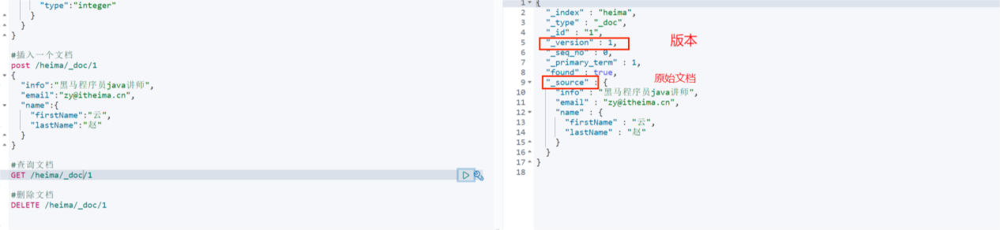 "type":"integer"
}
}
}
#插入一个文档
post /heima/_doc/1
{
"info":"黑马程序员java讲师",
"email":"zy@itheima.cn",
"name":{
"firstName":"云",
"lastName":"赵"
}
}
#查询文档
GET /heima/_doc/1
#删除文档
DELETE /heima/_doc/1
1 {
2 "_index" : "heima",
3 "_type" : "_doc",
4 "_id" : "1",
5 "_version" : 1,
版本
6 "_seq_no" : 0,
7 "_primary_term" : 1,
8 "found" : true,
9 "_source" : {
原始文档
10 "info" : "黑马程序员java讲师",
11 "email" : "zy@itheima.cn",
12 "name" : {
13 "firstName" : "云",
14 "lastName" : "赵"
15 }
16 }
17 }
18